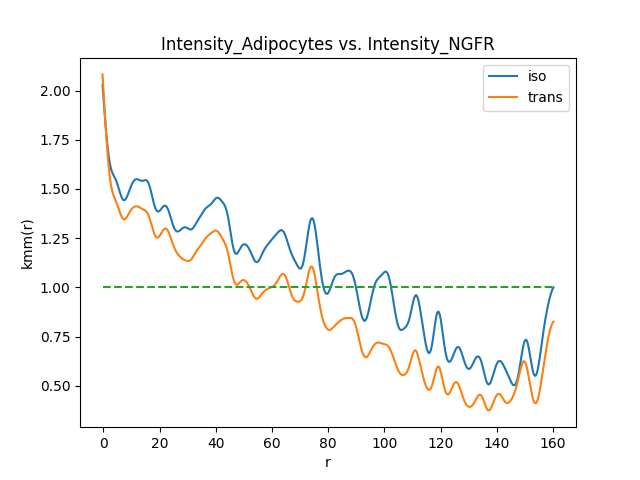 Intensity_Adipocytes vs. Intensity_NGFR
iso
trans
kmm(r)
2.00
1.75
1.50
1.25
1.00
0.75
0.50
0 20 40 60 80 100 120 140 160
r